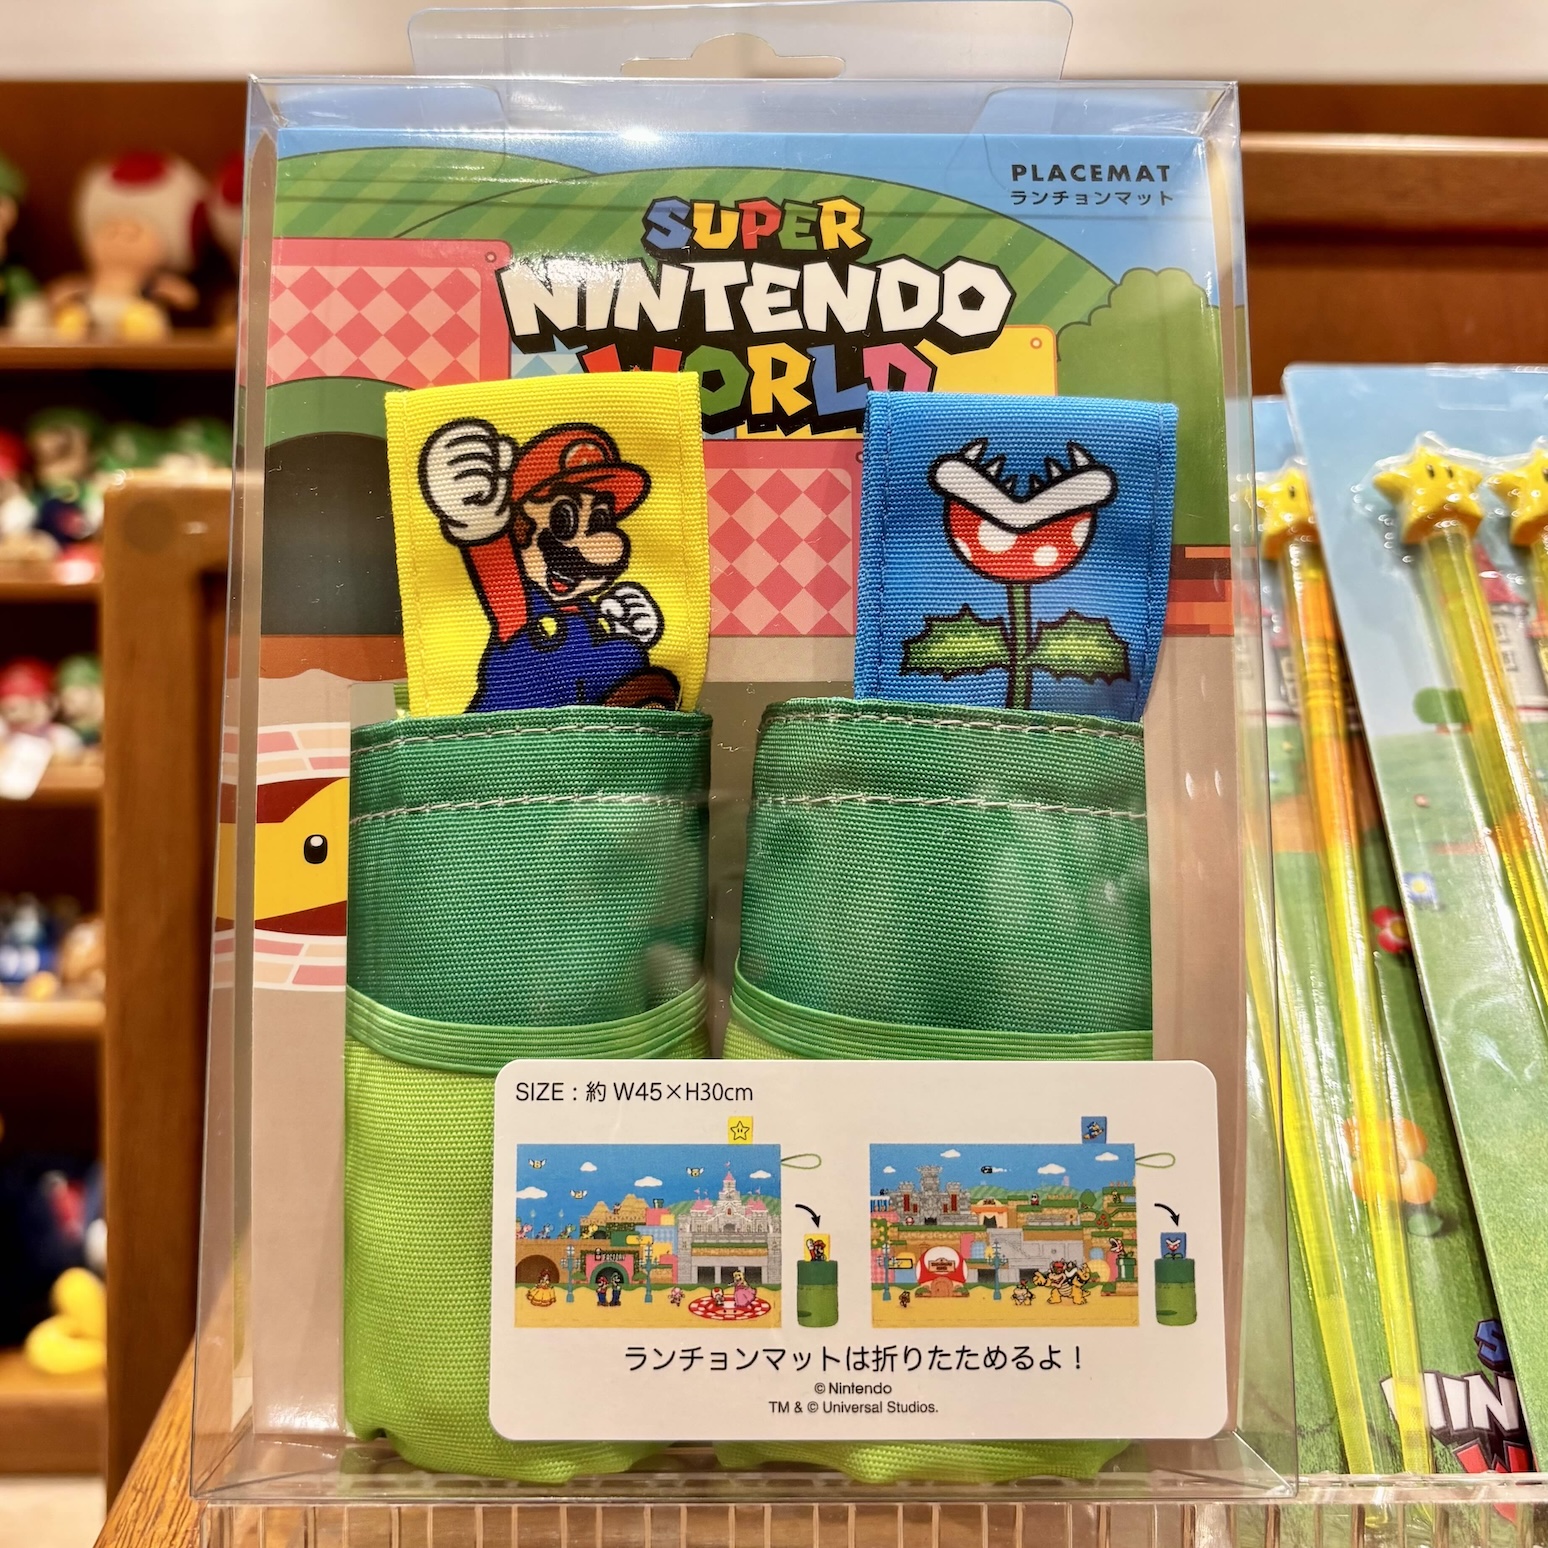 PLACEMAT
ランチョンマット
SUPER
NINTENDO
WORLD
SIZE：約 W45×H30cm
ランチョンマットは折りたためるよ！
©Nintendo
TM & © Universal Studios.